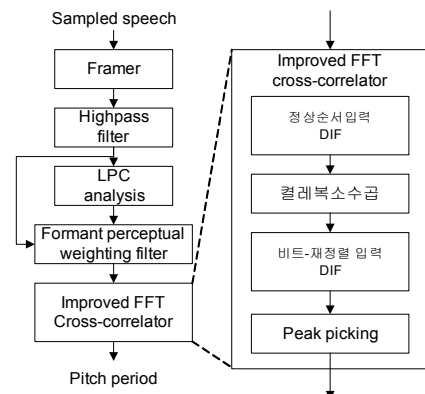 Sampled speech
Framer
Highpass
filter
LPC
analysis
Formant perceptual
weighting filter
Improved FFT
Cross-correlator
Pitch period
Improved FFT
cross-correlator
정상순서입력
DIF
켤레복소수곱
비트-재정렬 입력
DIF
Peak picking